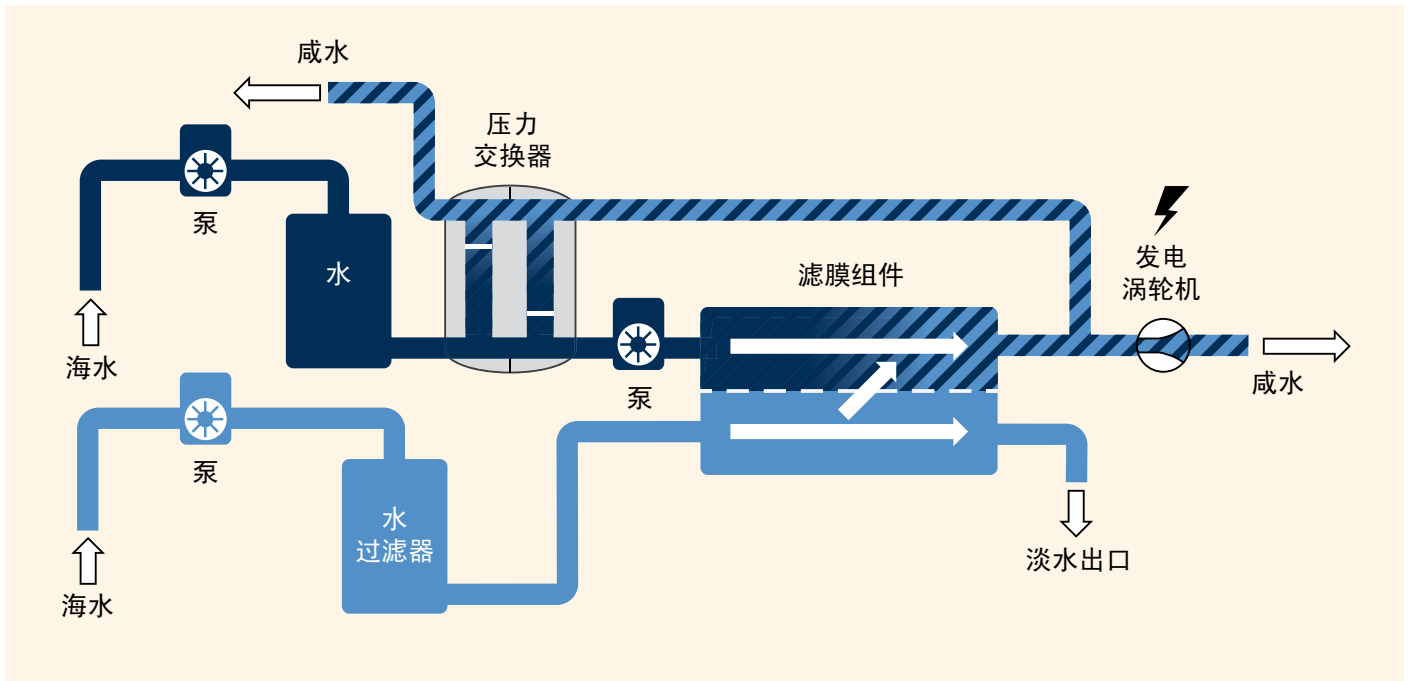 咸水
压力
交换器
泵
水
海水
泵
滤膜组件
发电
涡轮机
咸水
泵
水
过滤器
海水
淡水出口